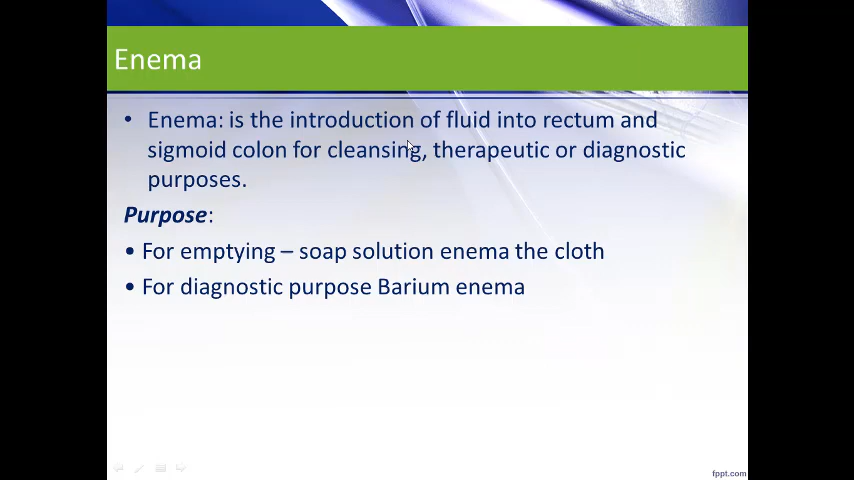 Enema
• Enema: is the introduction of fluid into rectum and
sigmoid colon for cleansing, therapeutic or diagnostic
purposes.
Purpose:
• For emptying – soap solution enema the cloth
• For diagnostic purpose Barium enema
fppt.com